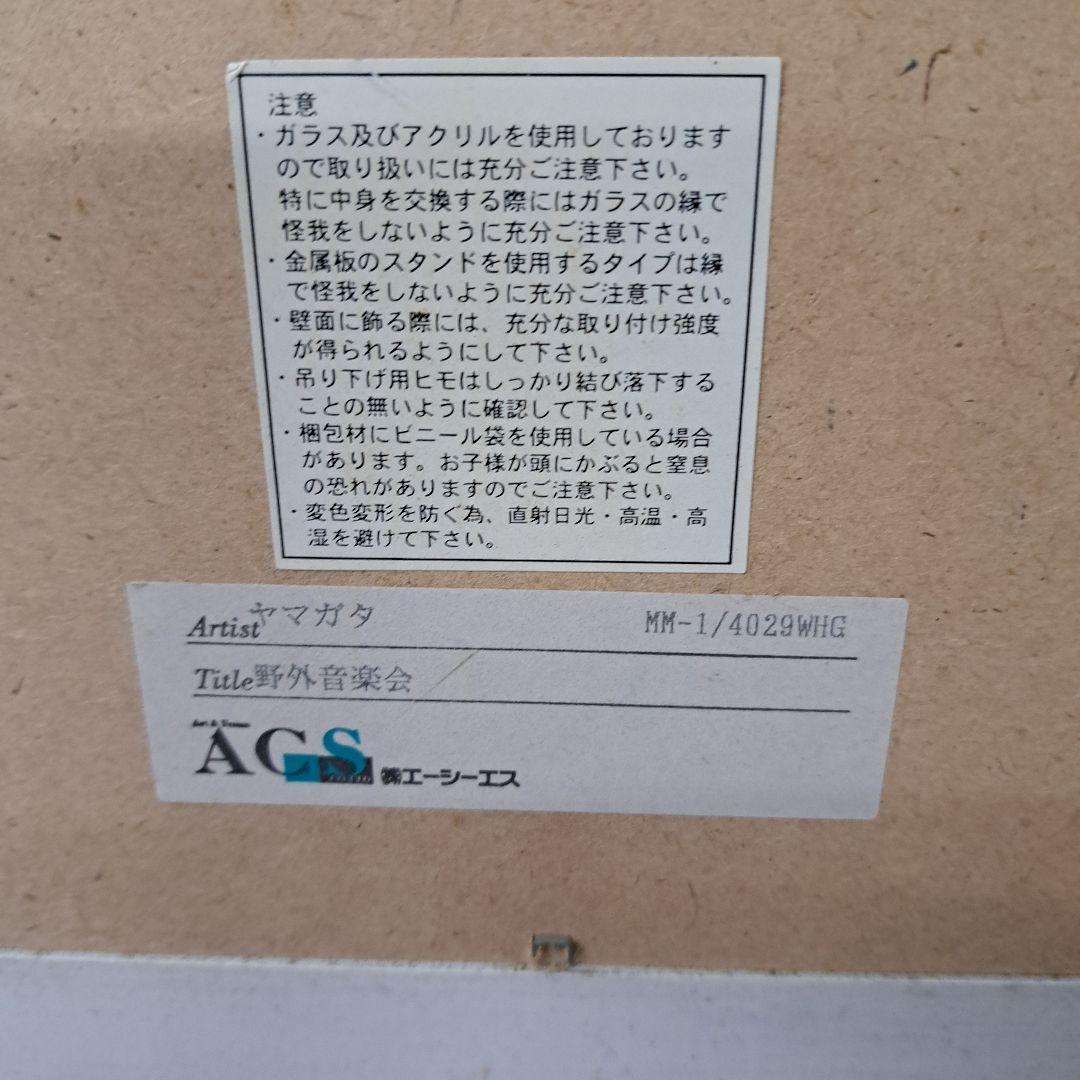 注意
・ガラス及びアクリルを使用しております
ので取り扱いには充分ご注意下さい。
特に中身を交換する際にはガラスの縁で
怪我をしないように充分ご注意下さい。
・金属板のスタンドを使用するタイプは縁
で怪我をしないように充分ご注意下さい。
・壁面に飾る際には、充分な取り付け強度
が得られるようにして下さい。
・吊り下げ用ヒモはしっかり結び落下する
ことの無いように確認して下さい。
・梱包材にビニール袋を使用している場合
があります。お子様が頭にかぶると窒息
の恐れがありますのでご注意下さい。
・変色変形を防ぐ為、直射日光・高温・高
湿を避けて下さい。
Artist ヤマガタ MM-1/4029WHG
Title 野外音楽会
ACS ㈱エーシーエス